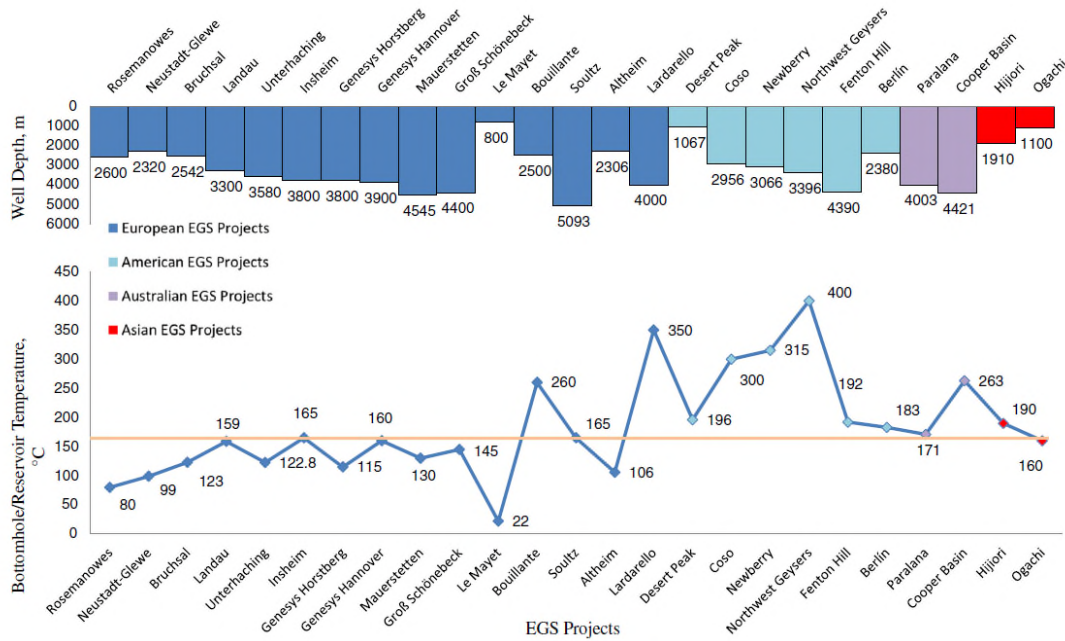 Rosemanowes
Neustadt-Glewe
Bruchsal
Landau
Unterhaching
Insheim
Genesys Horstberg
Genesys Hannover
Mauerstetten
Groß Schönebeck
Le Mayet
Bouillante
Soultz
Altheim
Lardarello
Desert Peak
Coso
Newberry
Northwest Geysers
Fenton Hill
Berlín
Paralana
Cooper Basin
Hijjori
Ogachi
Well Depth, m
0
1000
2000
3000
4000
5000
6000
2600
2320
2542
3300
3580
3800
3800
3900
4545
4400
800
2500
5093
2306
4000
1067
2956
3066
3396
4390
2380
4003
4421
1910
1100
European EGS Projects
American EGS Projects
Australian EGS Projects
Asian EGS Projects
Bottomhole/Reservoir Temperature,
°C
450
400
350
300
250
200
150
100
50
0
80
99
123
159
122.8
165
115
160
130
145
22
260
165
106
350
196
300
315
400
192
183
171
263
190
160
Rosemanowes
Neustadt-Glewe
Bruchsal
Landau
Unterhaching
Insheim
Genesys Horstberg
Genesys Hannover
Mauerstetten
Groß Schönebeck
Le Mayet
Bouillante
Soultz
Altheim
Lardarello
Desert Peak
Coso
Newberry
Northwest Geysers
Fenton Hill
Berlín
Paralana
Cooper Basin
Hijjori
Ogachi
EGS Projects